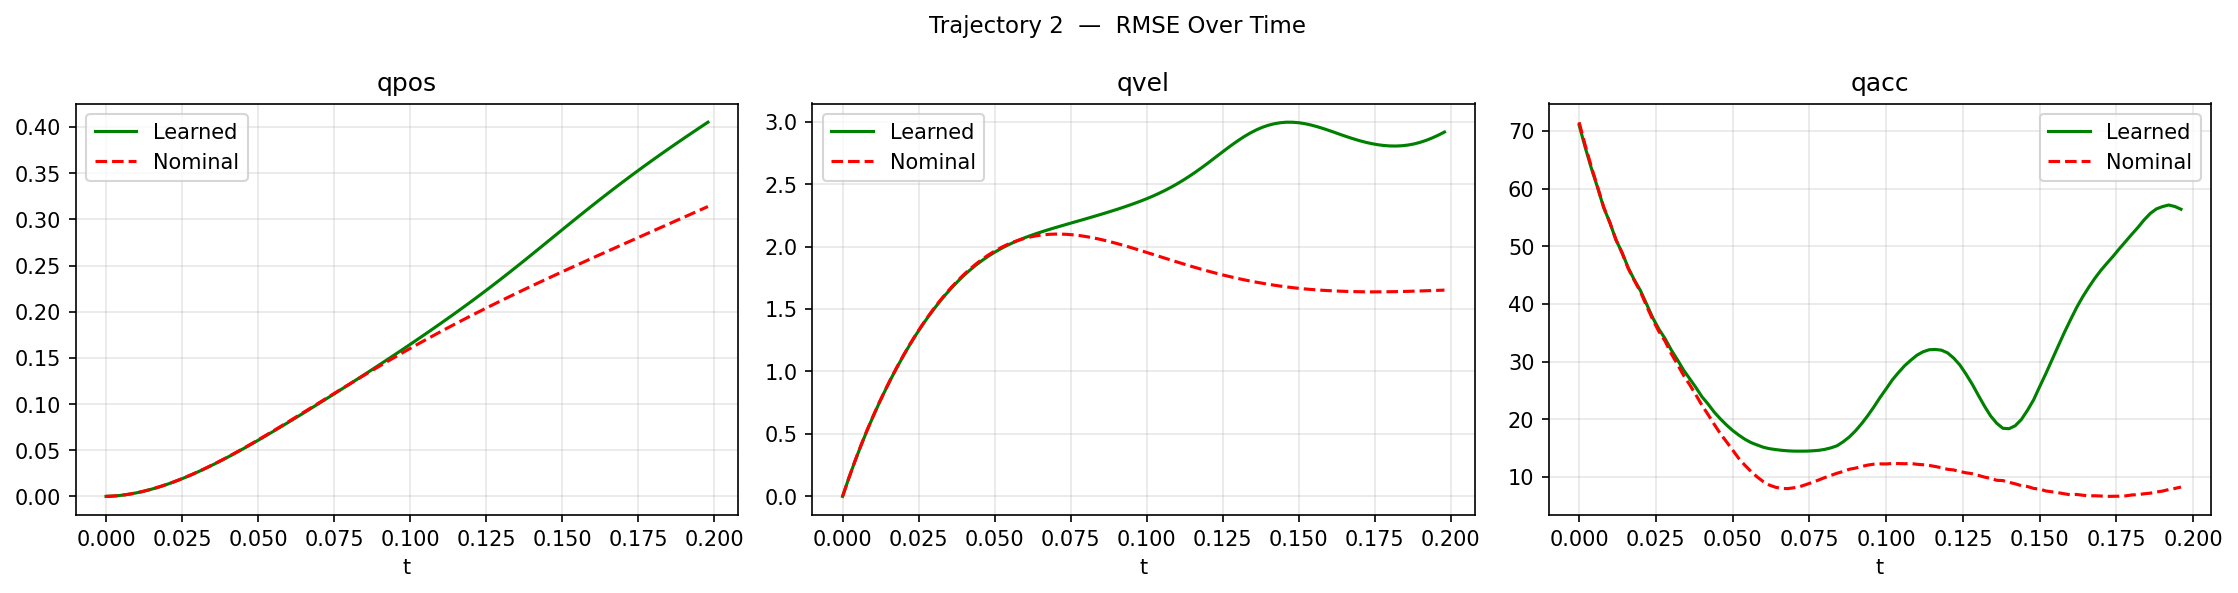 Trajectory 2 — RMSE Over Time
qpos
Learned
Nominal
0.40
0.35
0.30
0.25
0.20
0.15
0.10
0.05
0.00
0.000 0.025 0.050 0.075 0.100 0.125 0.150 0.175 0.200
t
qvel
Learned
Nominal
3.0
2.5
2.0
1.5
1.0
0.5
0.0
0.000 0.025 0.050 0.075 0.100 0.125 0.150 0.175 0.200
t
qacc
Learned
Nominal
70
60
50
40
30
20
10
0.000 0.025 0.050 0.075 0.100 0.125 0.150 0.175 0.200
t